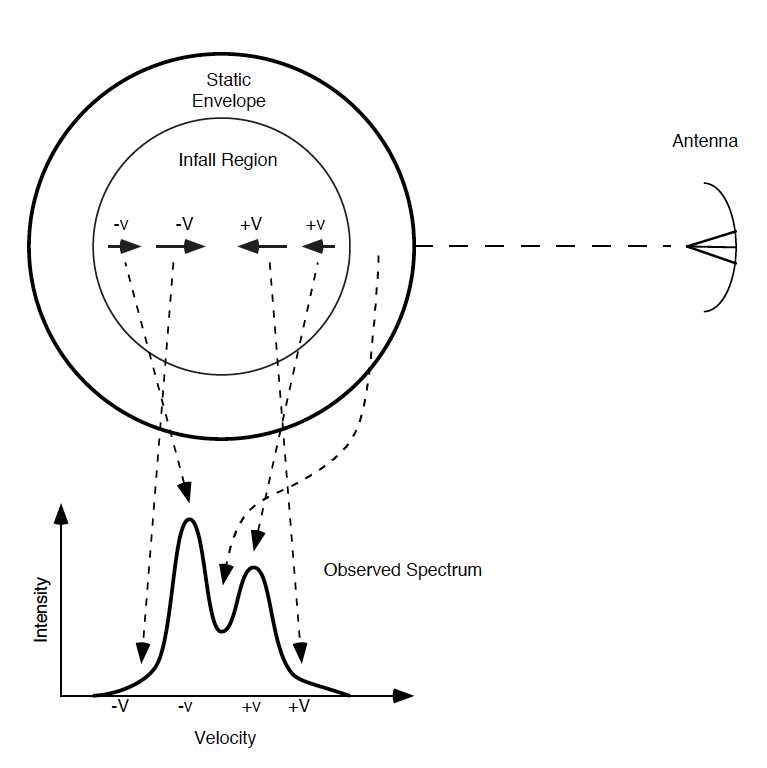 Static
Envelope
Antenna
Infall Region
-v -V +V +v
Observed Spectrum
Intensity
-V -v +v +V
Velocity